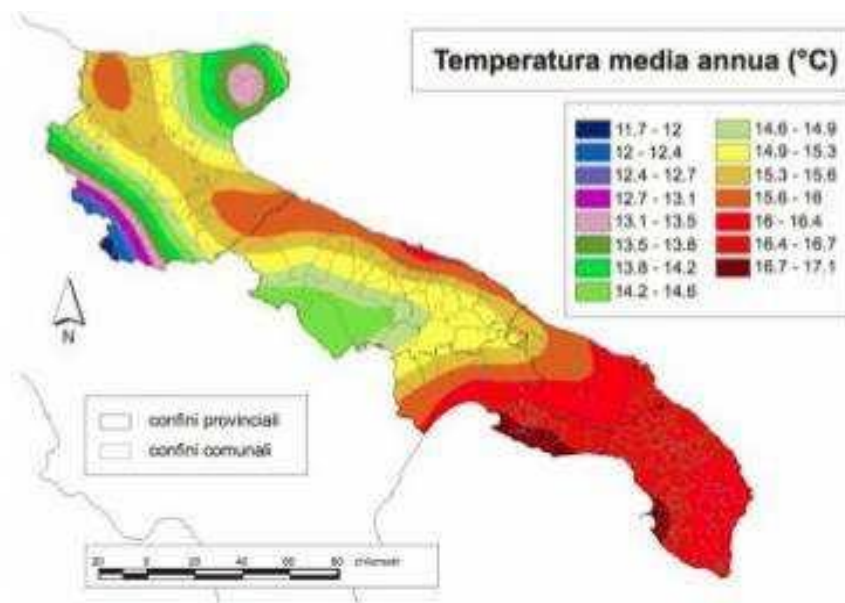 Temperatura media annua (°C)
11.7 - 12
12 - 12.4
12.4 - 12.7
12.7 - 13.1
13.1 - 13.5
13.5 - 13.8
13.8 - 14.2
14.2 - 14.6
14.6 - 14.9
14.9 - 15.3
15.3 - 15.6
15.6 - 16
16 - 16.4
16.4 - 16.7
16.7 - 17.1
N
confini provinciali
confini comunali
20 0 20 40 60 80 chilometri